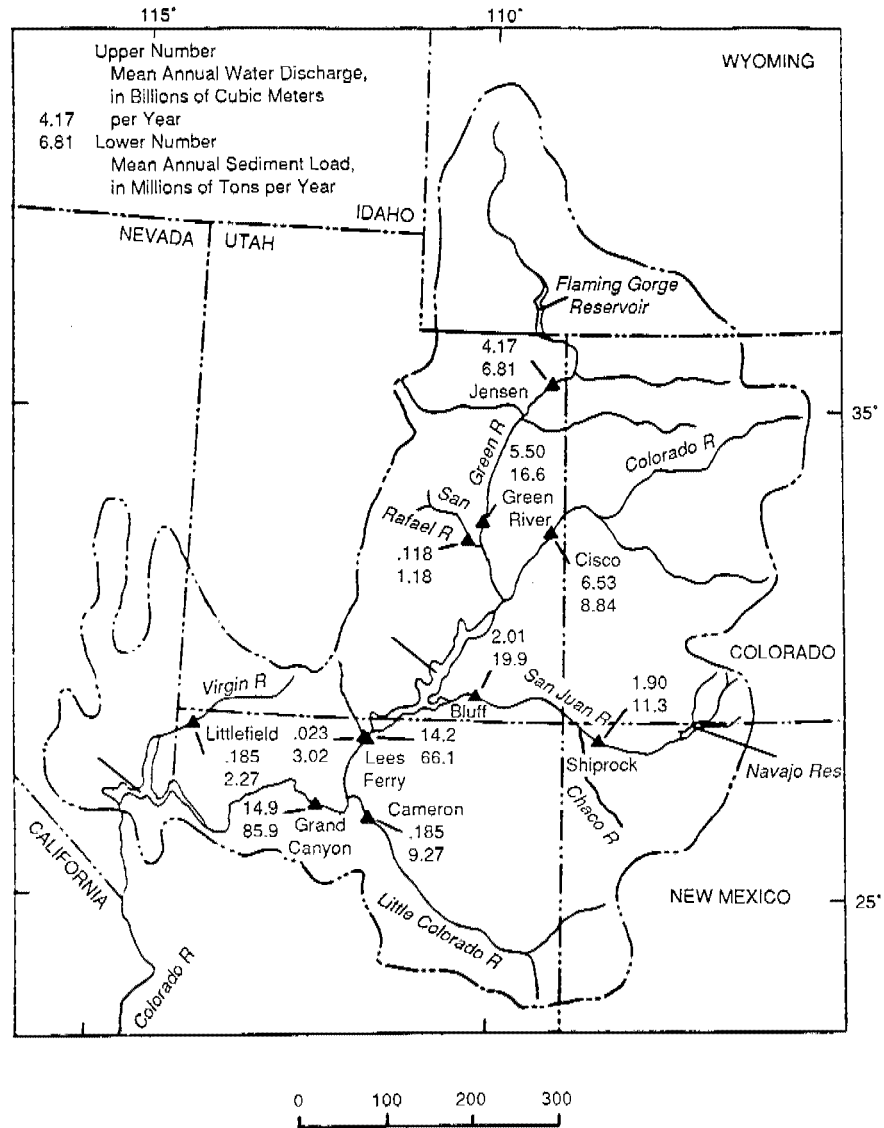 115°
110°
Upper Number
Mean Annual Water Discharge,
in Billions of Cubic Meters
4.17 per Year
6.81 Lower Number
Mean Annual Sediment Load,
in Millions of Tons per Year
WYOMING
IDAHO
NEVADA
UTAH
Flaming Gorge
Reservoir
4.17
6.81
Jensen
35°
Green R
5.50
16.6
Green
River
Colorado R
San
Rafael R
.118
1.18
Cisco
6.53
8.84
2.01
19.9
COLORADO
Virgin R
Bluff
San Juan R
1.90
11.3
Littlefield
.185
2.27
.023
3.02
Lees
Ferry
14.2
66.1
Shiprock
Navajo Res
14.9
85.9
Grand
Canyon
Cameron
.185
9.27
Chaco R
CALIFORNIA
Little Colorado R
NEW MEXICO
25°
Colorado R
0 100 200 300